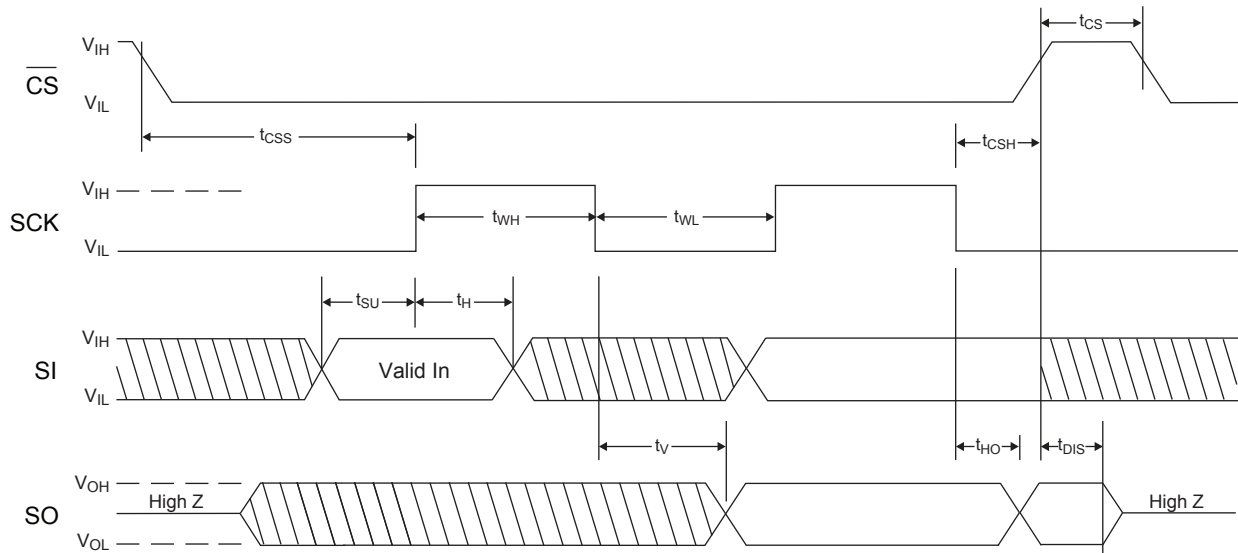 tCS
VIH
CS
VIL
tCSS
tCSH
VIH
SCK
tWH
tWL
VIL
tSU
tH
VIH
SI
Valid In
VIL
tV
tHO
tDIS
VOH
High Z
High Z
SO
VOL